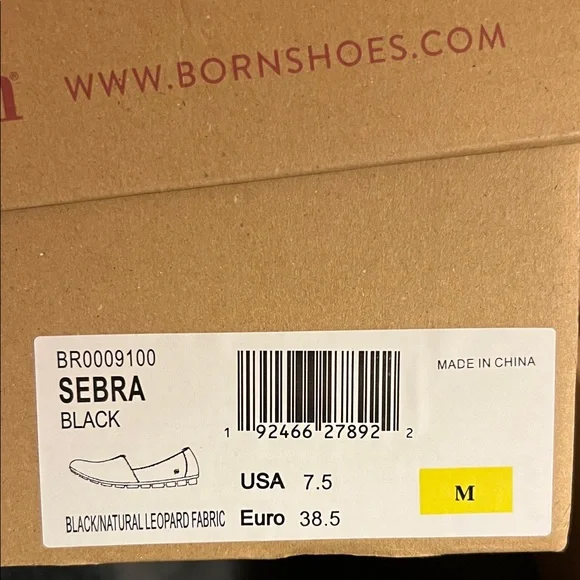 WWW.BORNSHOES.COM
BR0009100
SEBRA
BLACK
MADE IN CHINA
1 92466 27892 2
USA 7.5
M
BLACK/NATURAL LEOPARD FABRIC
Euro 38.5